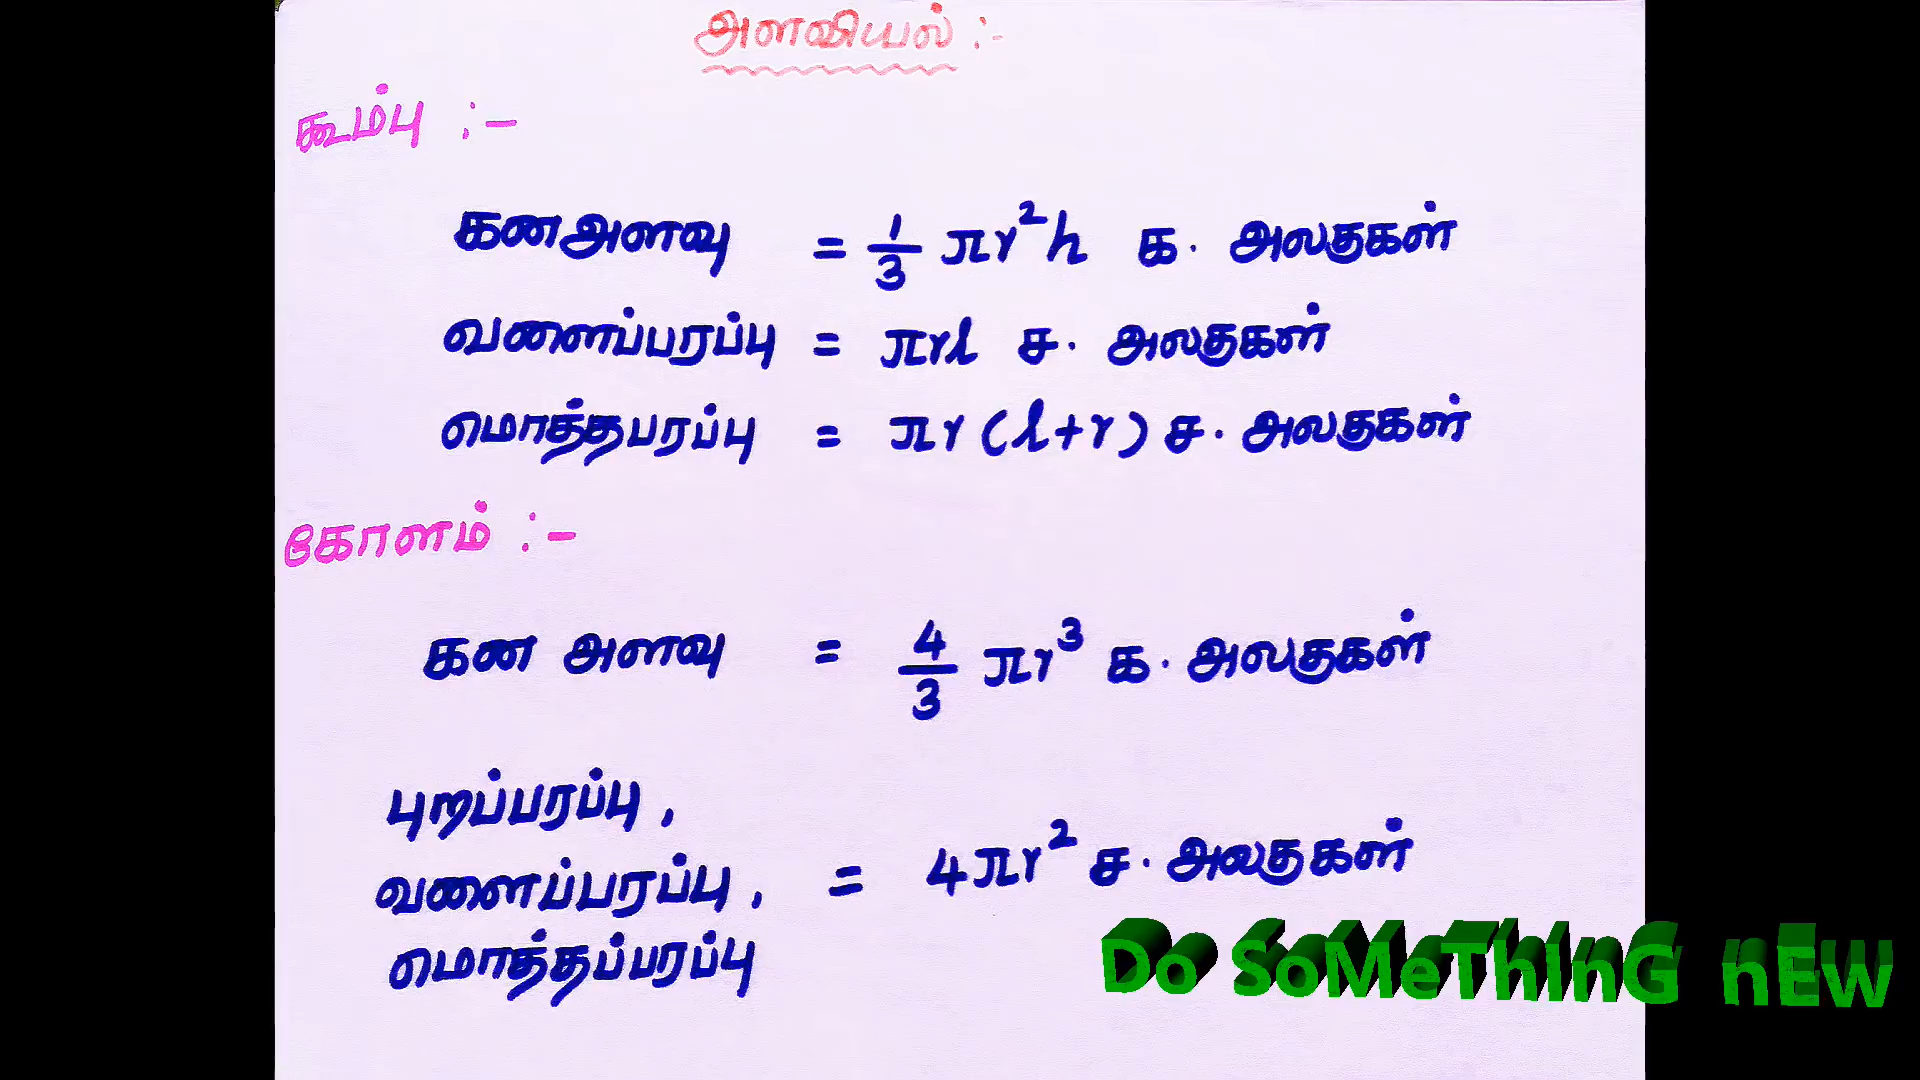 அளவியல் :-
கூம்பு :-
கனஅளவு = 1/3 πr²h க. அலகுகள்
வளைப்பரப்பு = πrl ச. அலகுகள்
மொத்தபரப்பு = πr (l+r) ச. அலகுகள்
கோளம் :-
கன அளவு = 4/3 πr³ க. அலகுகள்
புறப்பரப்பு,
வளைப்பரப்பு, = 4πr² ச. அலகுகள்
மொத்தப்பரப்பு
Do SoMeThInG nEW